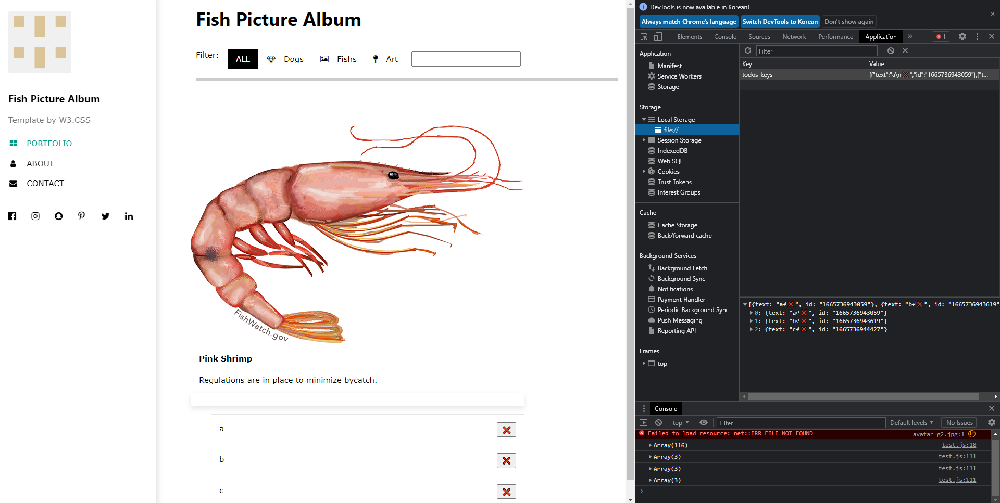 Fish Picture Album
Template by W3.CSS
PORTFOLIO
ABOUT
CONTACT
Fish Picture Album
Filter:
ALL
Dogs
Fishs
Art
FishWatch.gov
Pink Shrimp
Regulations are in place to minimize bycatch.
a
b
c
DevTools is now available in Korean!
Always match Chrome's language
Switch DevTools to Korean
Don't show again
Elements
Console
Sources
Network
Performance
Application
1
Application
Manifest
Service Workers
Storage
Storage
Local Storage
file://
Session Storage
IndexedDB
Web SQL
Cookies
Trust Tokens
Interest Groups
Cache
Cache Storage
Back/forward cache
Background Services
Background Fetch
Background Sync
Notifications
Payment Handler
Periodic Background Sync
Push Messaging
Reporting API
Frames
top
Filter
Key
Value
todos_keys
[{"text":"a\n❌","id":"1665736943059"},{"t...
[{text: "a↵❌", id: "1665736943059"}, {text: "b↵❌", id: "1665736943619"
0: {text: "a↵❌", id: "1665736943059"}
1: {text: "b↵❌", id: "1665736943619"}
2: {text: "c↵❌", id: "1665736944427"}
Console
top
Filter
Default levels
No Issues
Failed to load resource: net::ERR_FILE_NOT_FOUND
avatar_g2.jpg:1
Array(116)
test.js:10
Array(3)
test.js:111
Array(3)
test.js:111
Array(3)
test.js:111